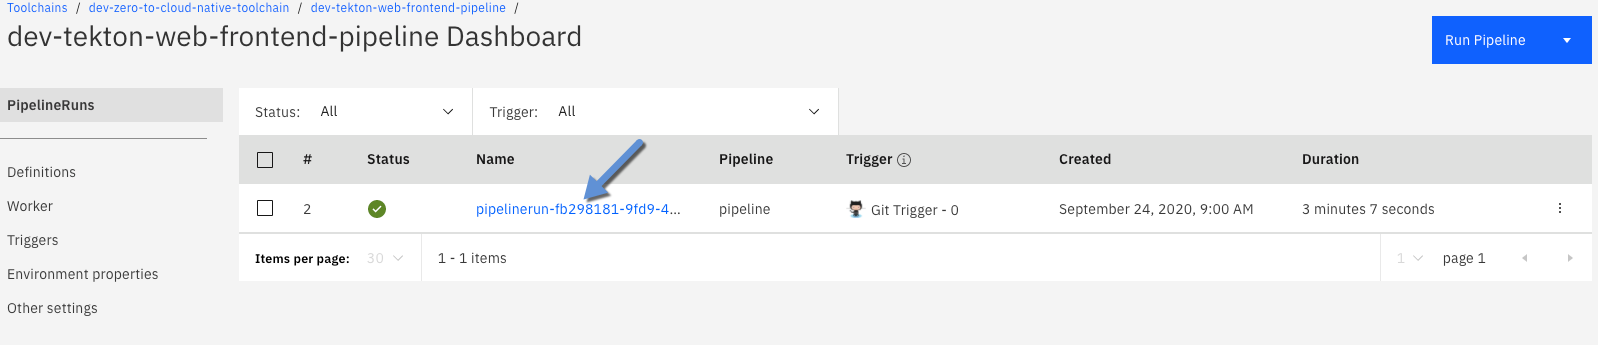 Toolchains / dev-zero-to-cloud-native-toolchain / dev-tekton-web-frontend-pipeline /
dev-tekton-web-frontend-pipeline Dashboard
Run Pipeline
PipelineRuns
Definitions
Worker
Triggers
Environment properties
Other settings
Status: All Trigger: All
# Status Name Pipeline Trigger Created Duration
2 pipelinerun-fb298181-9fd9-4... pipeline Git Trigger - 0 September 24, 2020, 9:00 AM 3 minutes 7 seconds
Items per page: 30 1 - 1 items 1 page 1